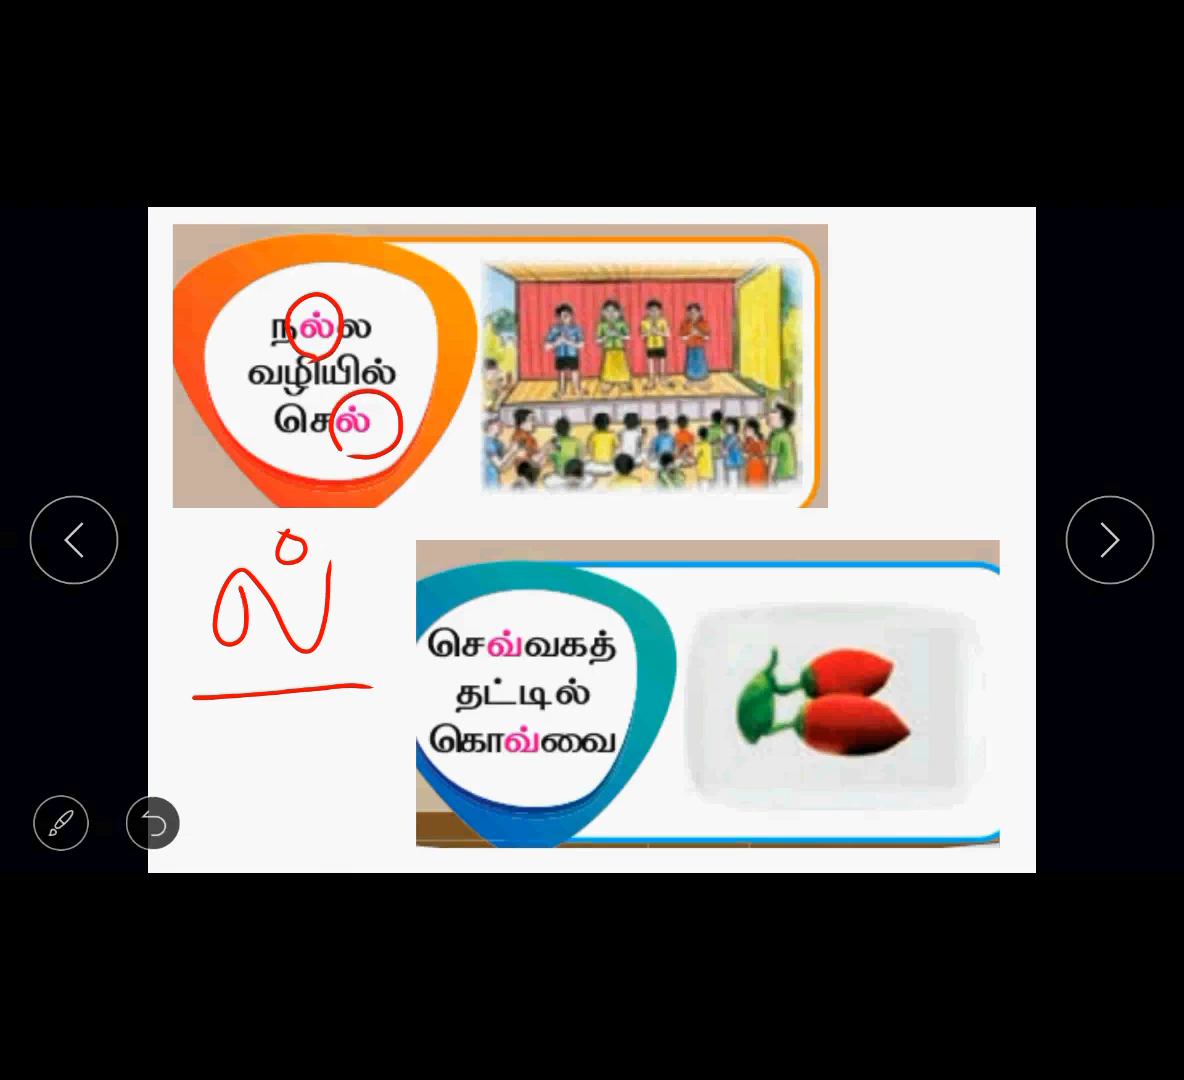 நல்ல
வழியில்
செல்
ல்
செவ்வகத்
தட்டில்
கொவ்வை